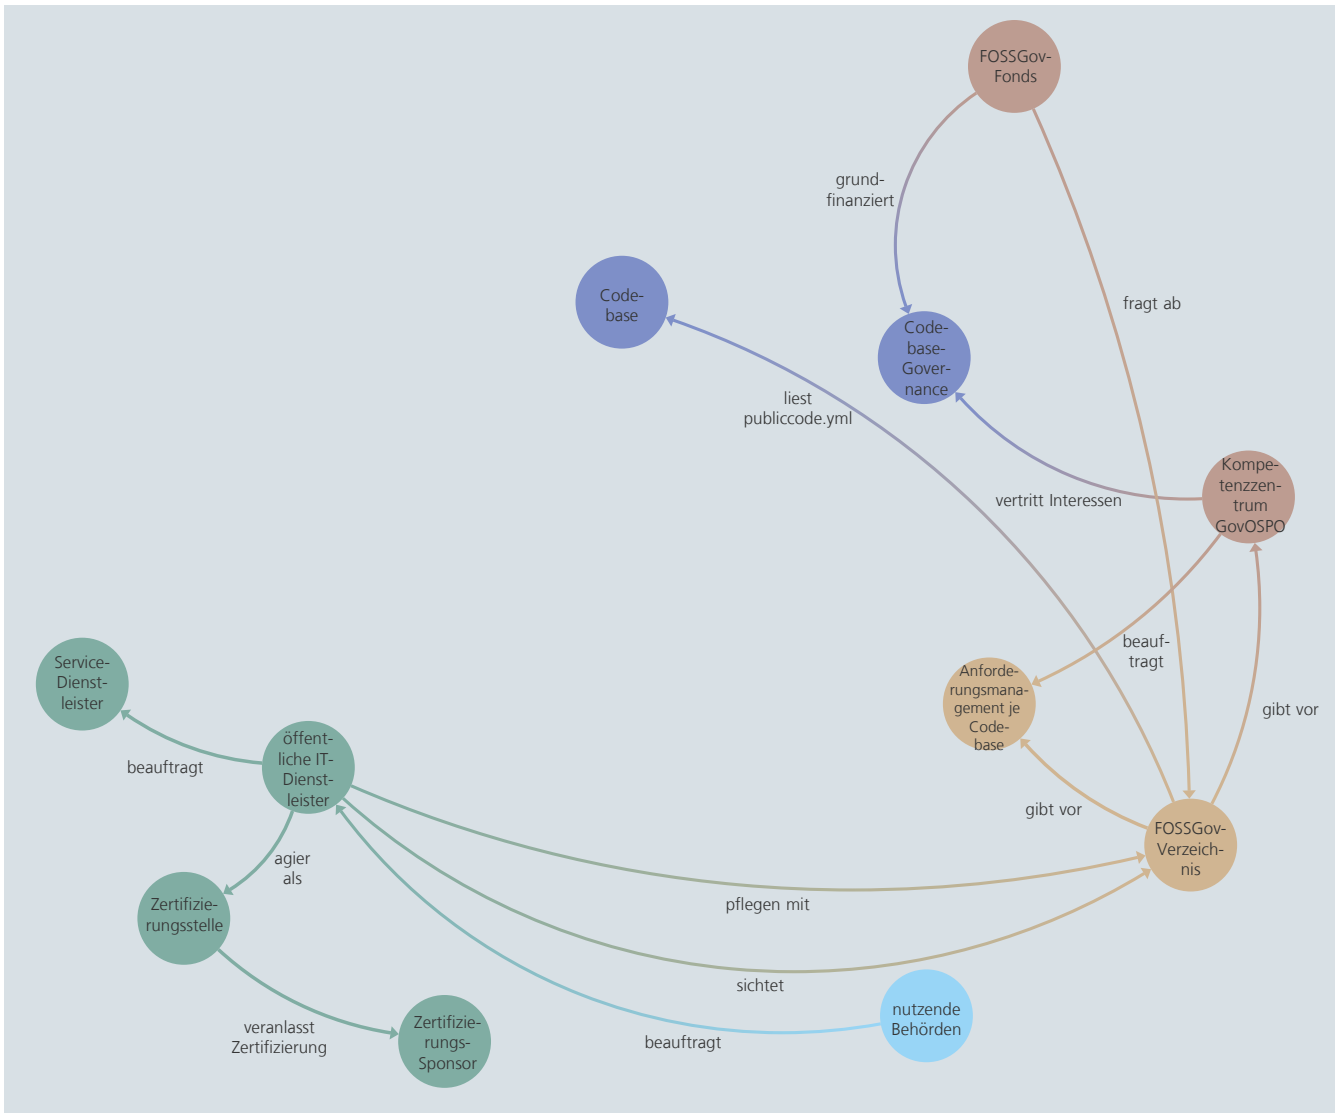 FOSSGov-
Fonds
grund-
finanziert
fragt ab
Code-
base
Code-
base-
Gover-
nance
liest
publiccode.yml
vertritt Interessen
Kompe-
tenzzen-
trum
GovOSPO
beauf-
tragt
Anforde-
rungsmana-
gement je
Code-
base
gibt vor
gibt vor
FOSSGov-
Verzeich-
nis
Service-
Dienst-
leister
beauftragt
öffent-
liche IT-
Dienst-
leister
agier
als
Zertifizie-
rungsstelle
pflegen mit
sichtet
nutzende
Behörden
beauftragt
veranlasst
Zertifizierung
Zertifizie-
rungs-
Sponsor